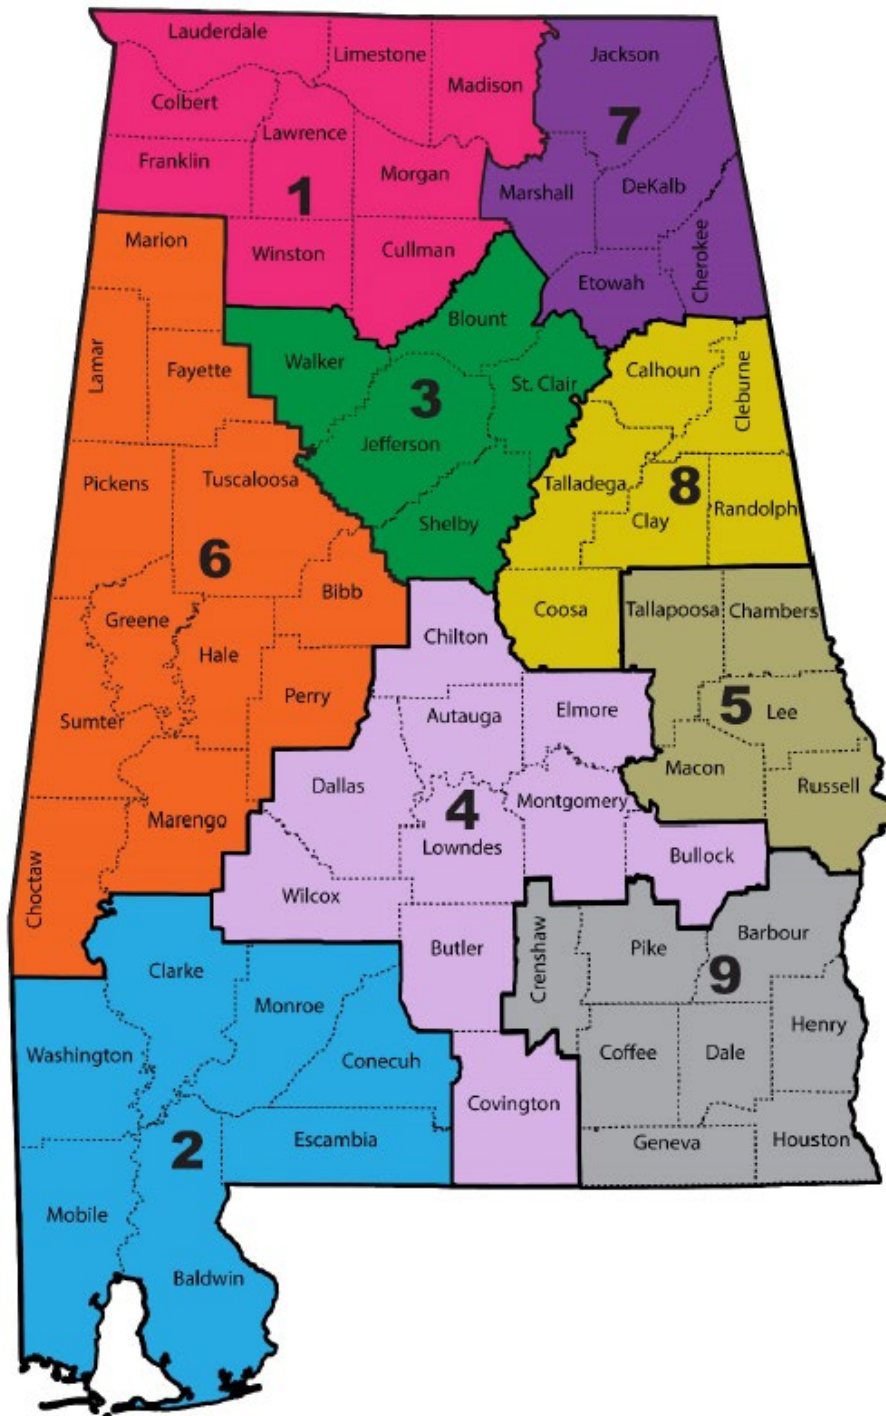 Lauderdale
Limestone
Madison
Colbert
Lawrence
Franklin
Morgan
1
Winston
Cullman
Jackson
7
Marshall
DeKalb
Cherokee
Etowah
Marion
Lamar
Fayette
Pickens
Tuscaloosa
6
Bibb
Greene
Hale
Perry
Sumter
Marengo
Choctaw
Blount
Walker
St. Clair
3
Jefferson
Shelby
Calhoun
Cleburne
Talladega
8
Clay
Randolph
Coosa
Tallapoosa
Chambers
5
Lee
Macon
Russell
Chilton
Autauga
Elmore
Dallas
4
Montgomery
Lowndes
Bullock
Wilcox
Butler
Covington
Crenshaw
Pike
Barbour
9
Henry
Coffee
Dale
Geneva
Houston
Clarke
Monroe
Washington
Conecuh
Escambia
2
Mobile
Baldwin